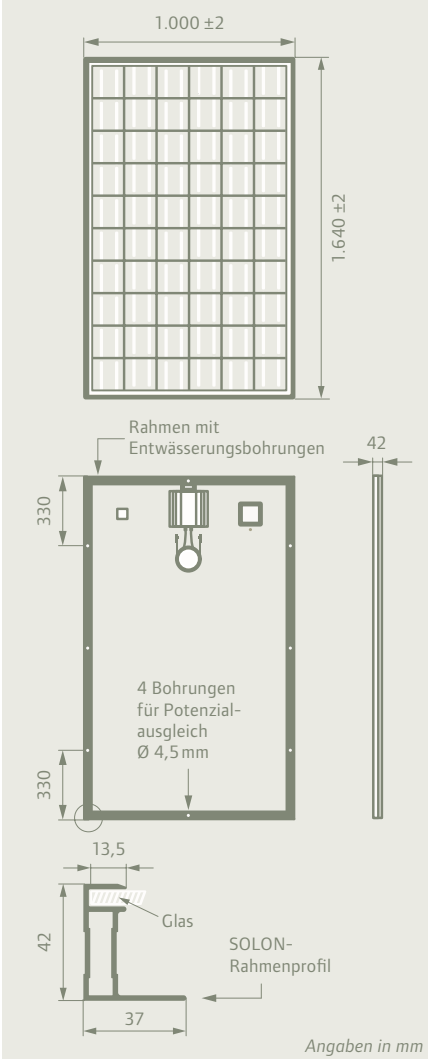 1.000 ±2
1.640 ±2
Rahmen mit
Entwässerungsbohrungen
42
330
4 Bohrungen
für Potenzial-
ausgleich
Ø 4,5 mm
330
13,5
42
Glas
SOLON-
Rahmenprofil
37
Angaben in mm